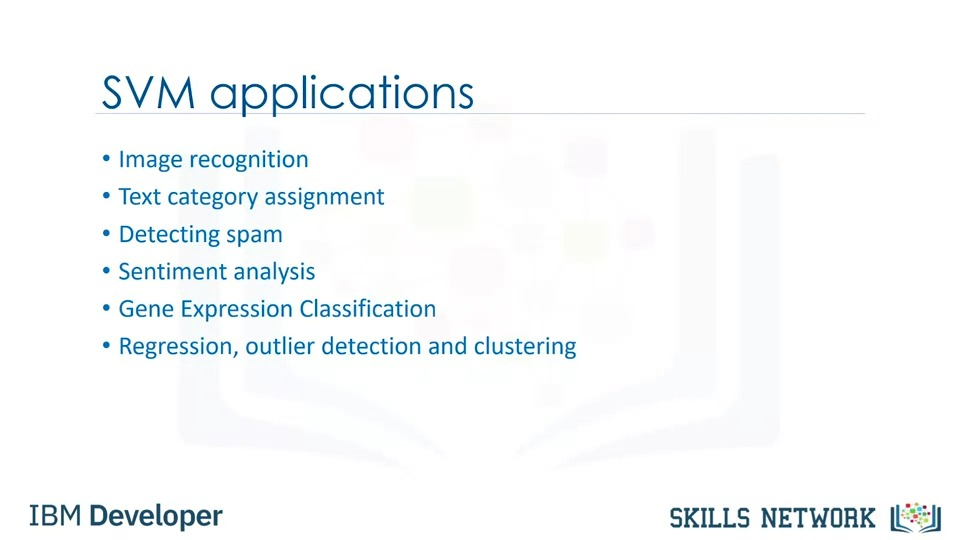 SVM applications
• Image recognition
• Text category assignment
• Detecting spam
• Sentiment analysis
• Gene Expression Classification
• Regression, outlier detection and clustering
IBM Developer
SKILLS NETWORK